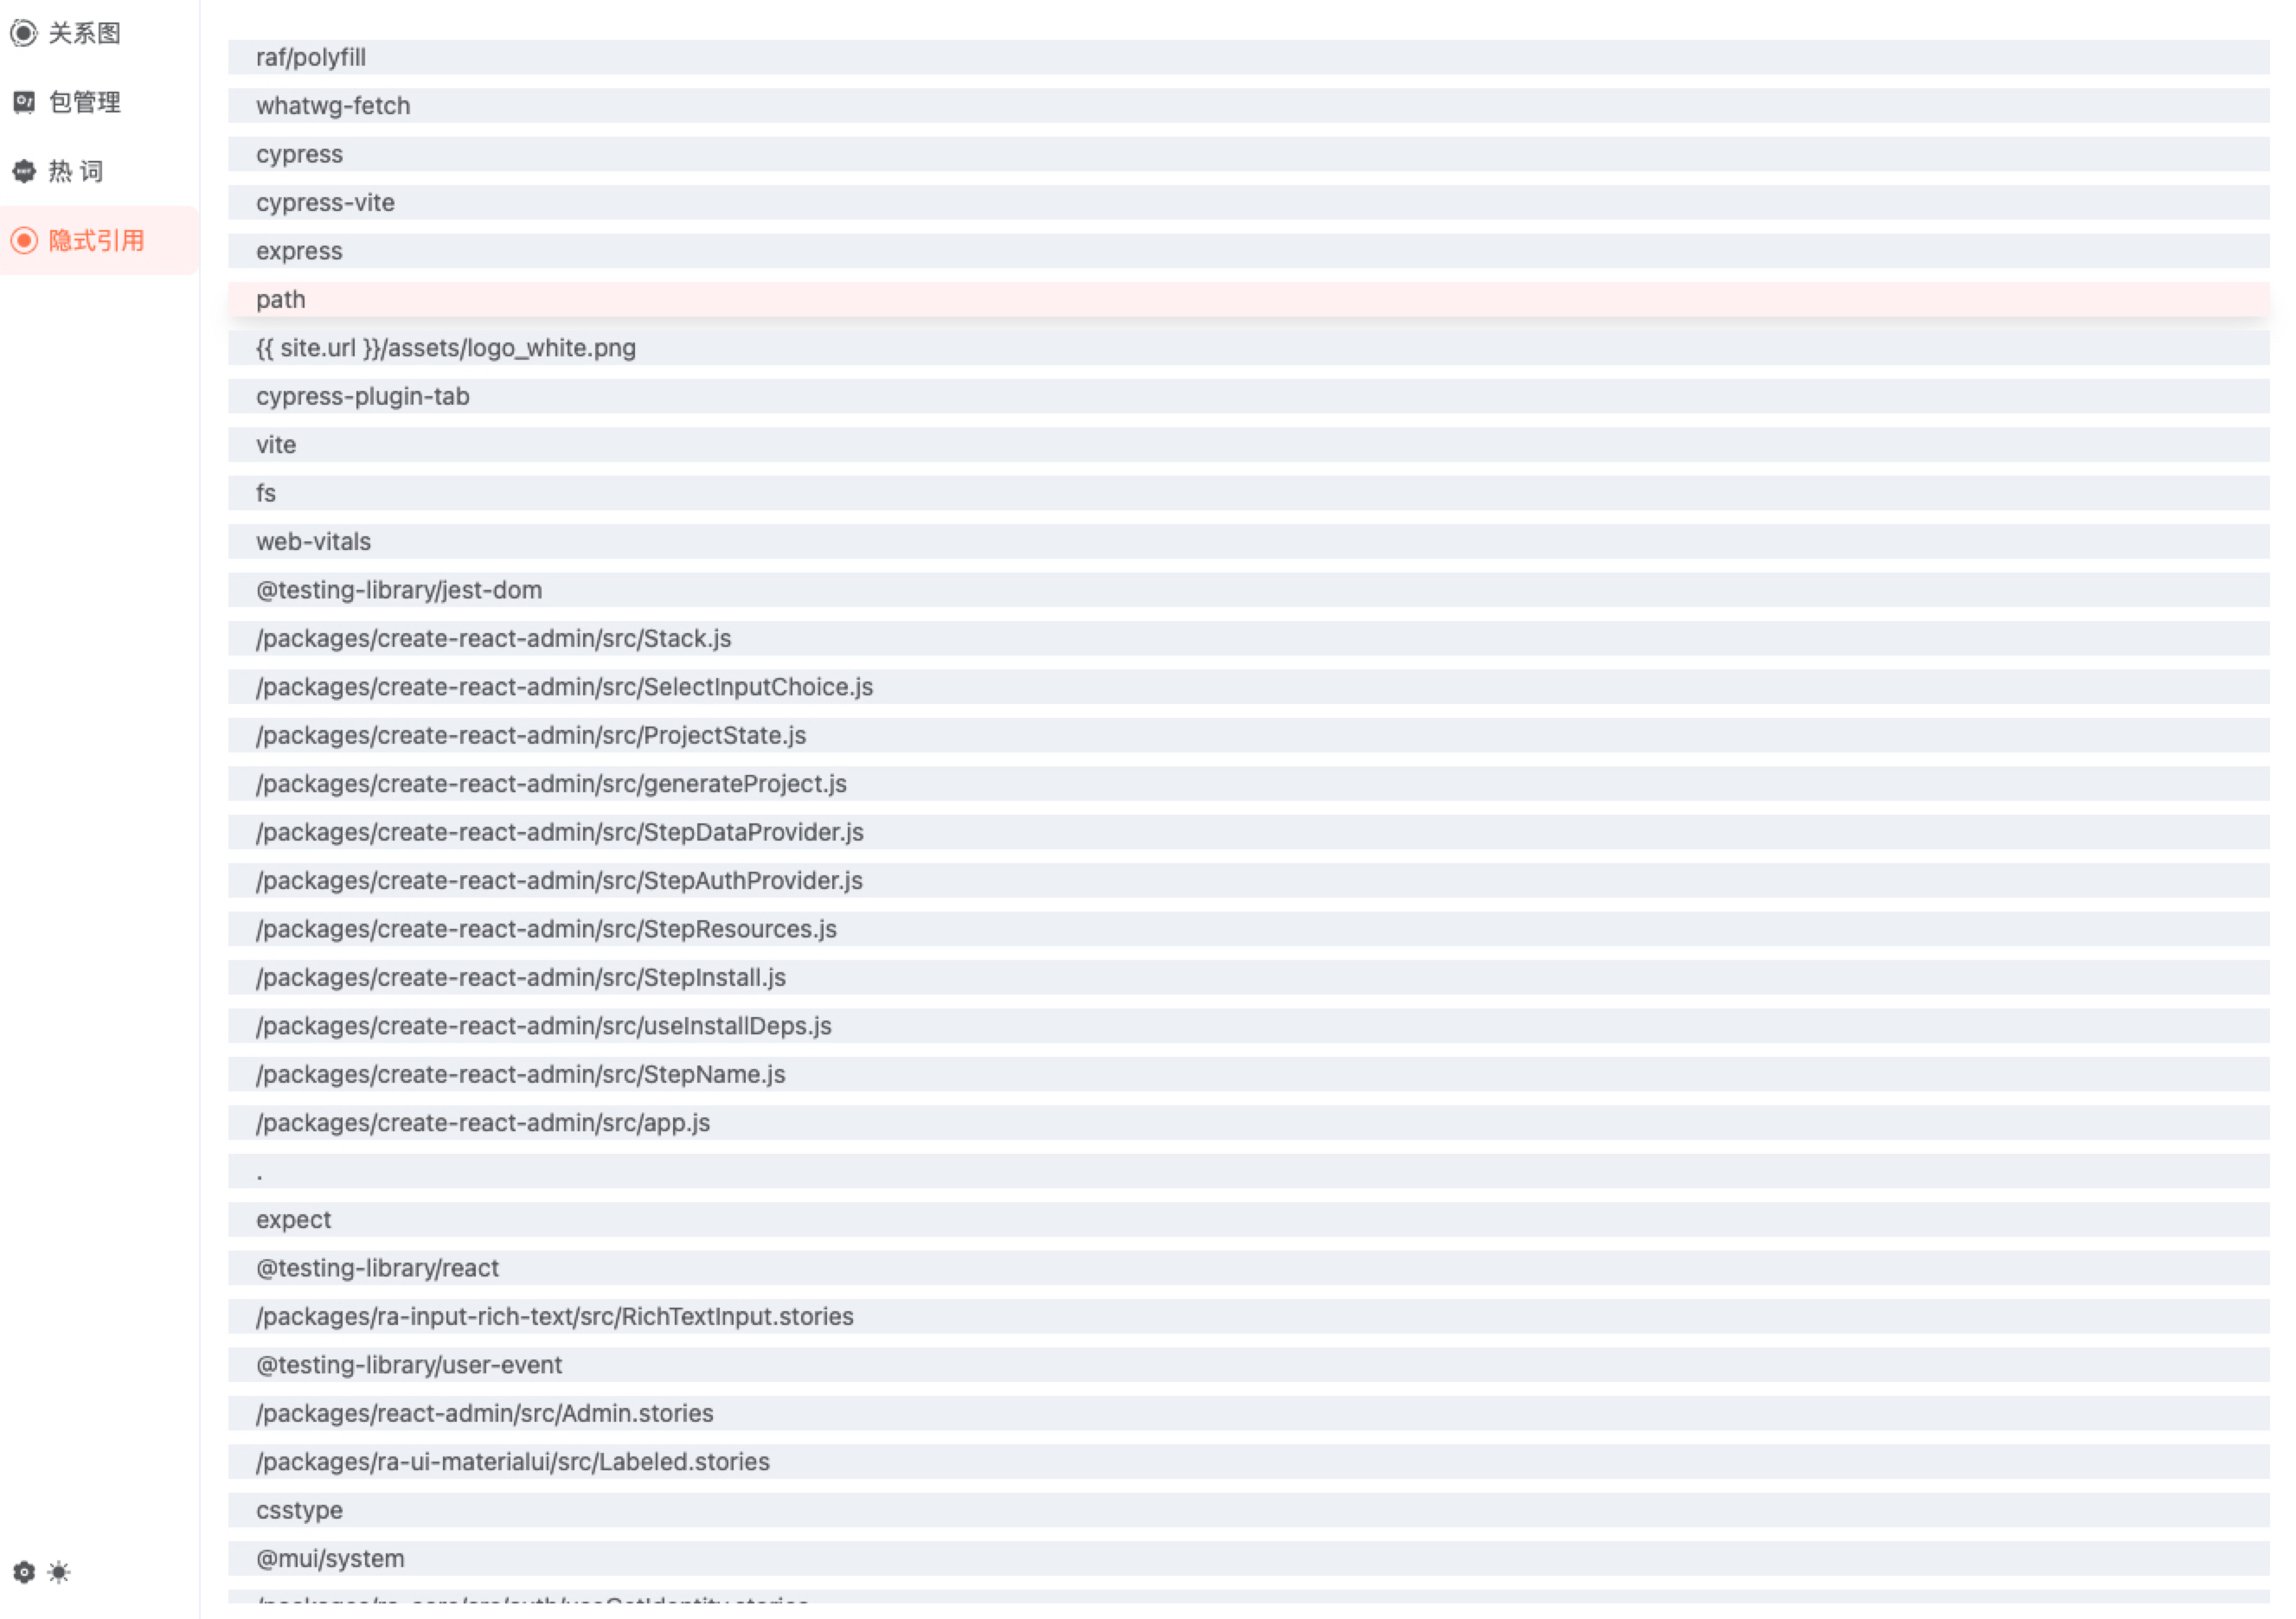 关系图
包管理
热 词
隐式引用
raf/polyfill
whatwg-fetch
cypress
cypress-vite
express
path
{{ site.url }}/assets/logo_white.png
cypress-plugin-tab
vite
fs
web-vitals
@testing-library/jest-dom
/packages/create-react-admin/src/Stack.js
/packages/create-react-admin/src/SelectInputChoice.js
/packages/create-react-admin/src/ProjectState.js
/packages/create-react-admin/src/generateProject.js
/packages/create-react-admin/src/StepDataProvider.js
/packages/create-react-admin/src/StepAuthProvider.js
/packages/create-react-admin/src/StepResources.js
/packages/create-react-admin/src/StepInstall.js
/packages/create-react-admin/src/useInstallDeps.js
/packages/create-react-admin/src/StepName.js
/packages/create-react-admin/src/app.js
.
expect
@testing-library/react
/packages/ra-input-rich-text/src/RichTextInput.stories
@testing-library/user-event
/packages/react-admin/src/Admin.stories
/packages/ra-ui-materialui/src/Labeled.stories
csstype
@mui/system